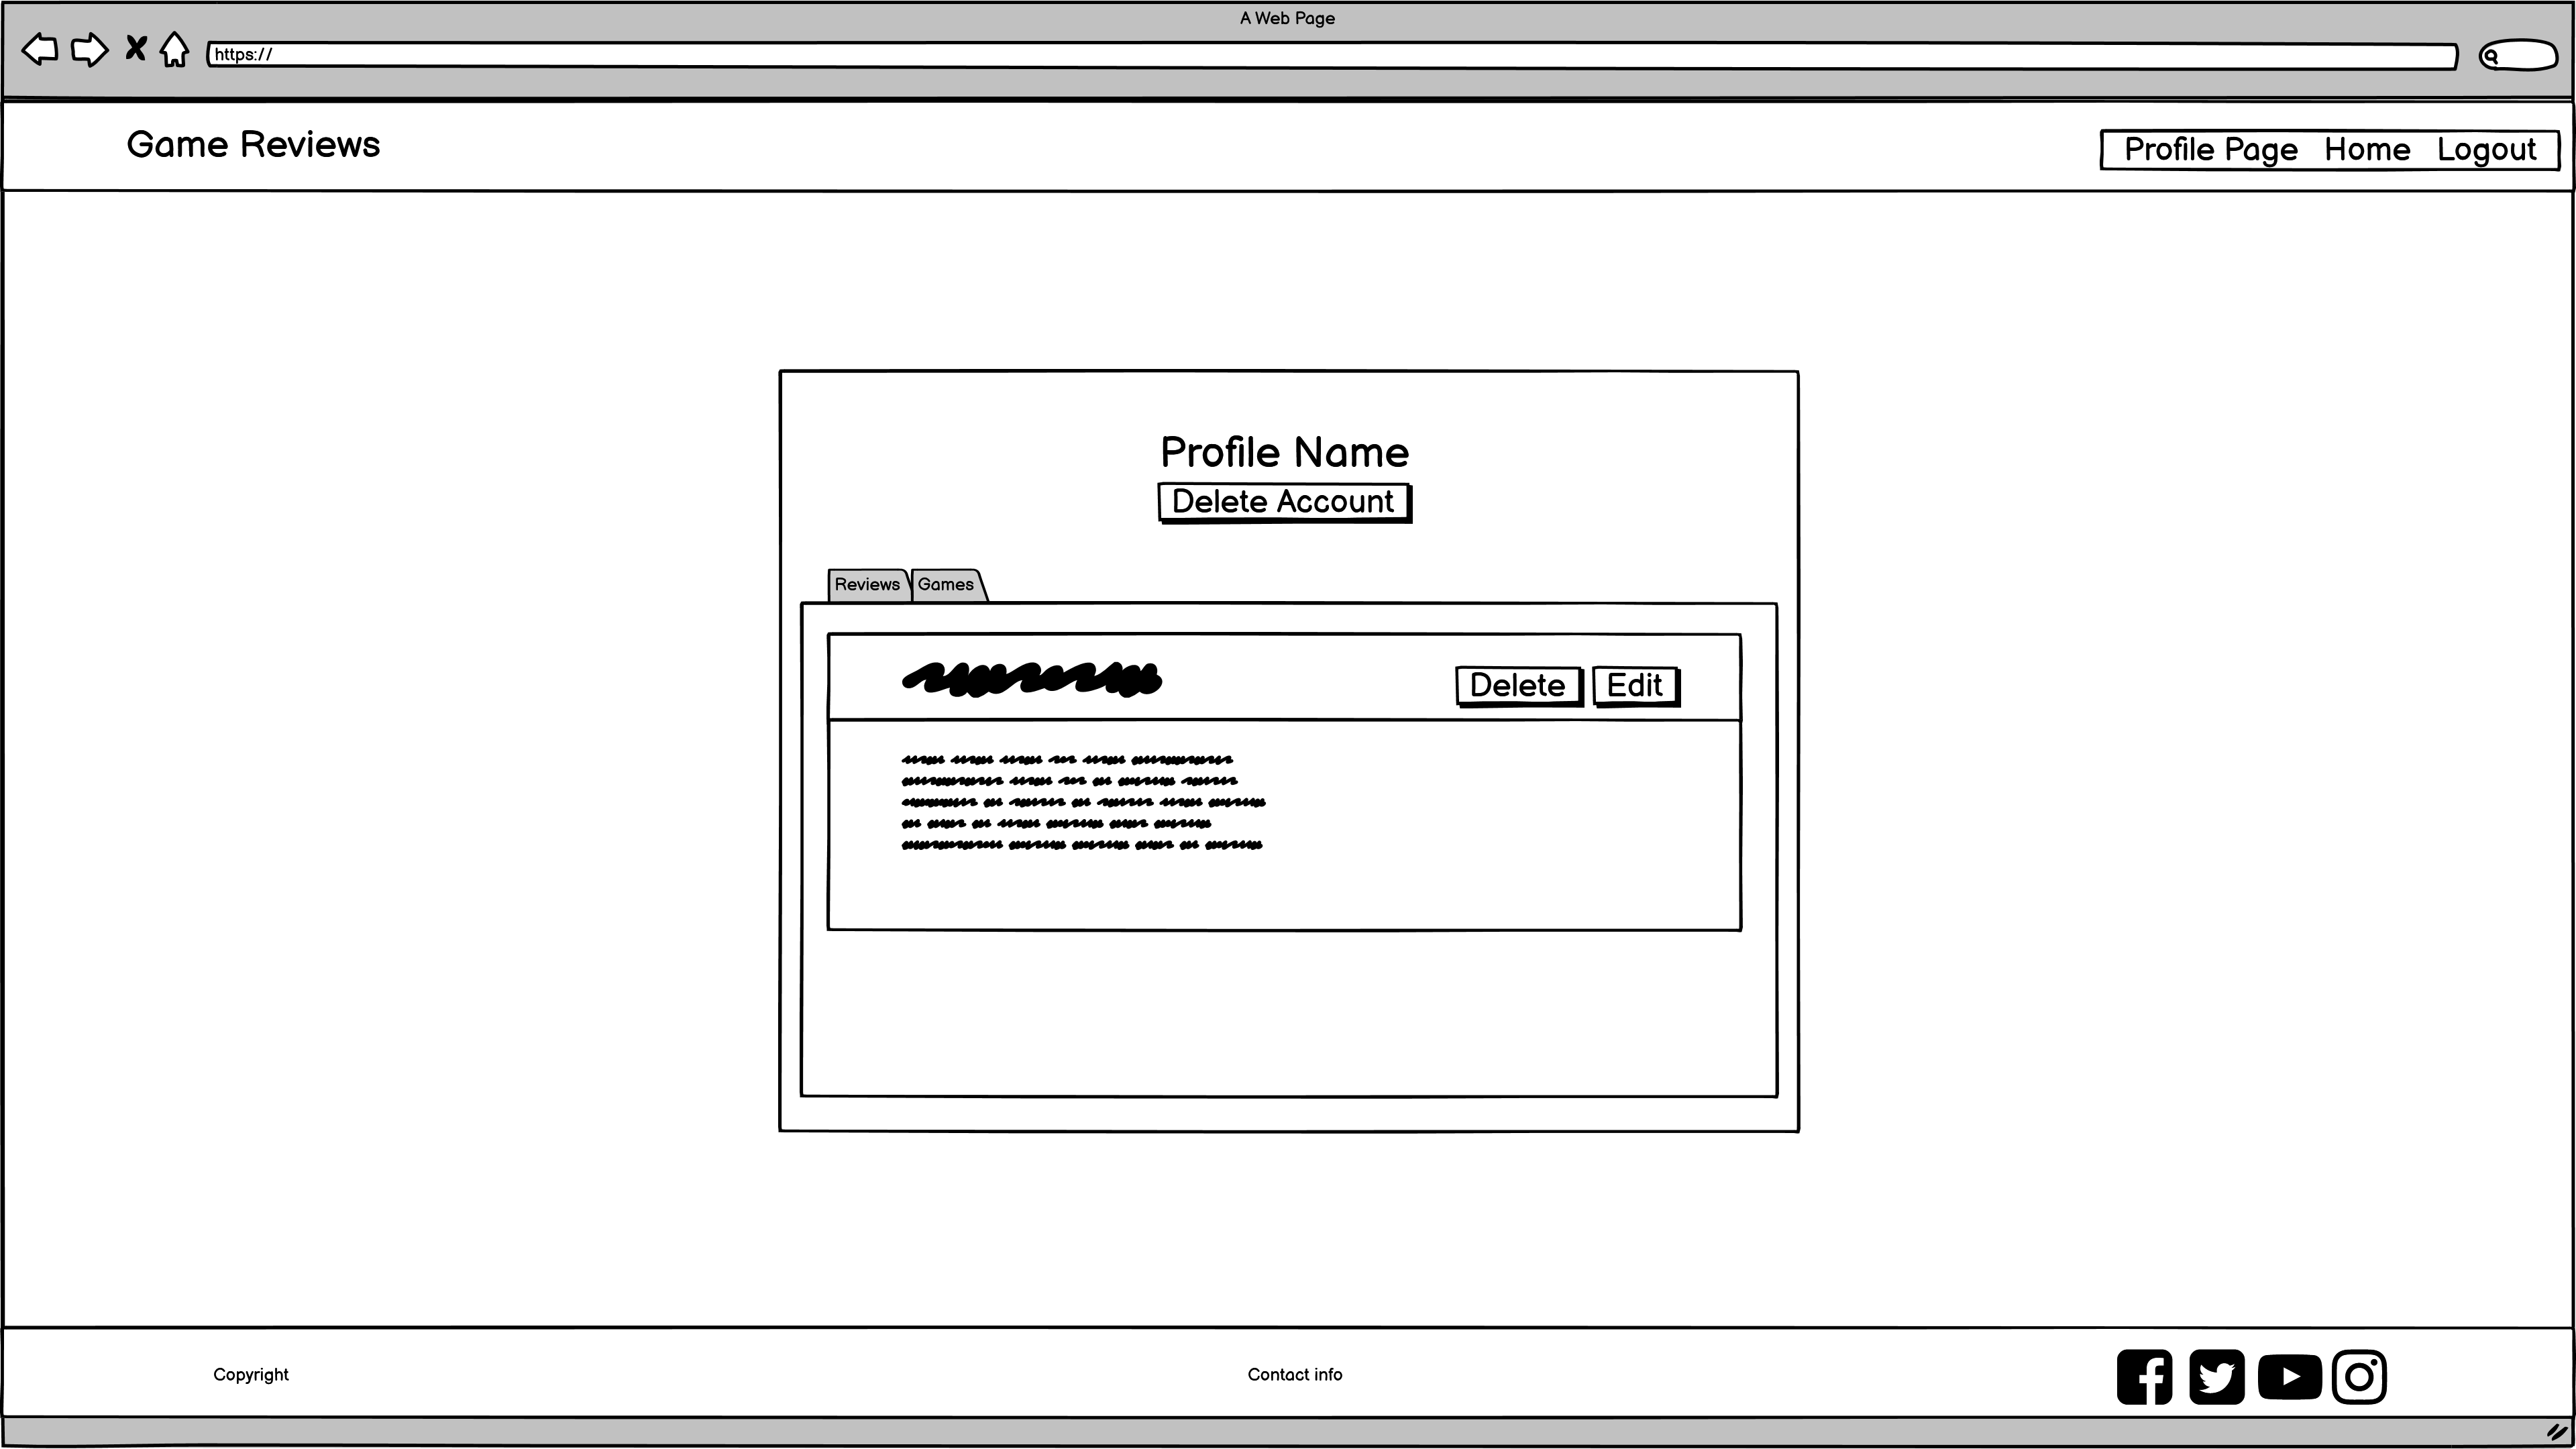 A Web Page
https://
Game Reviews
Profile Page Home Logout
Profile Name
Delete Account
Reviews Games
Delete Edit
Copyright
Contact info